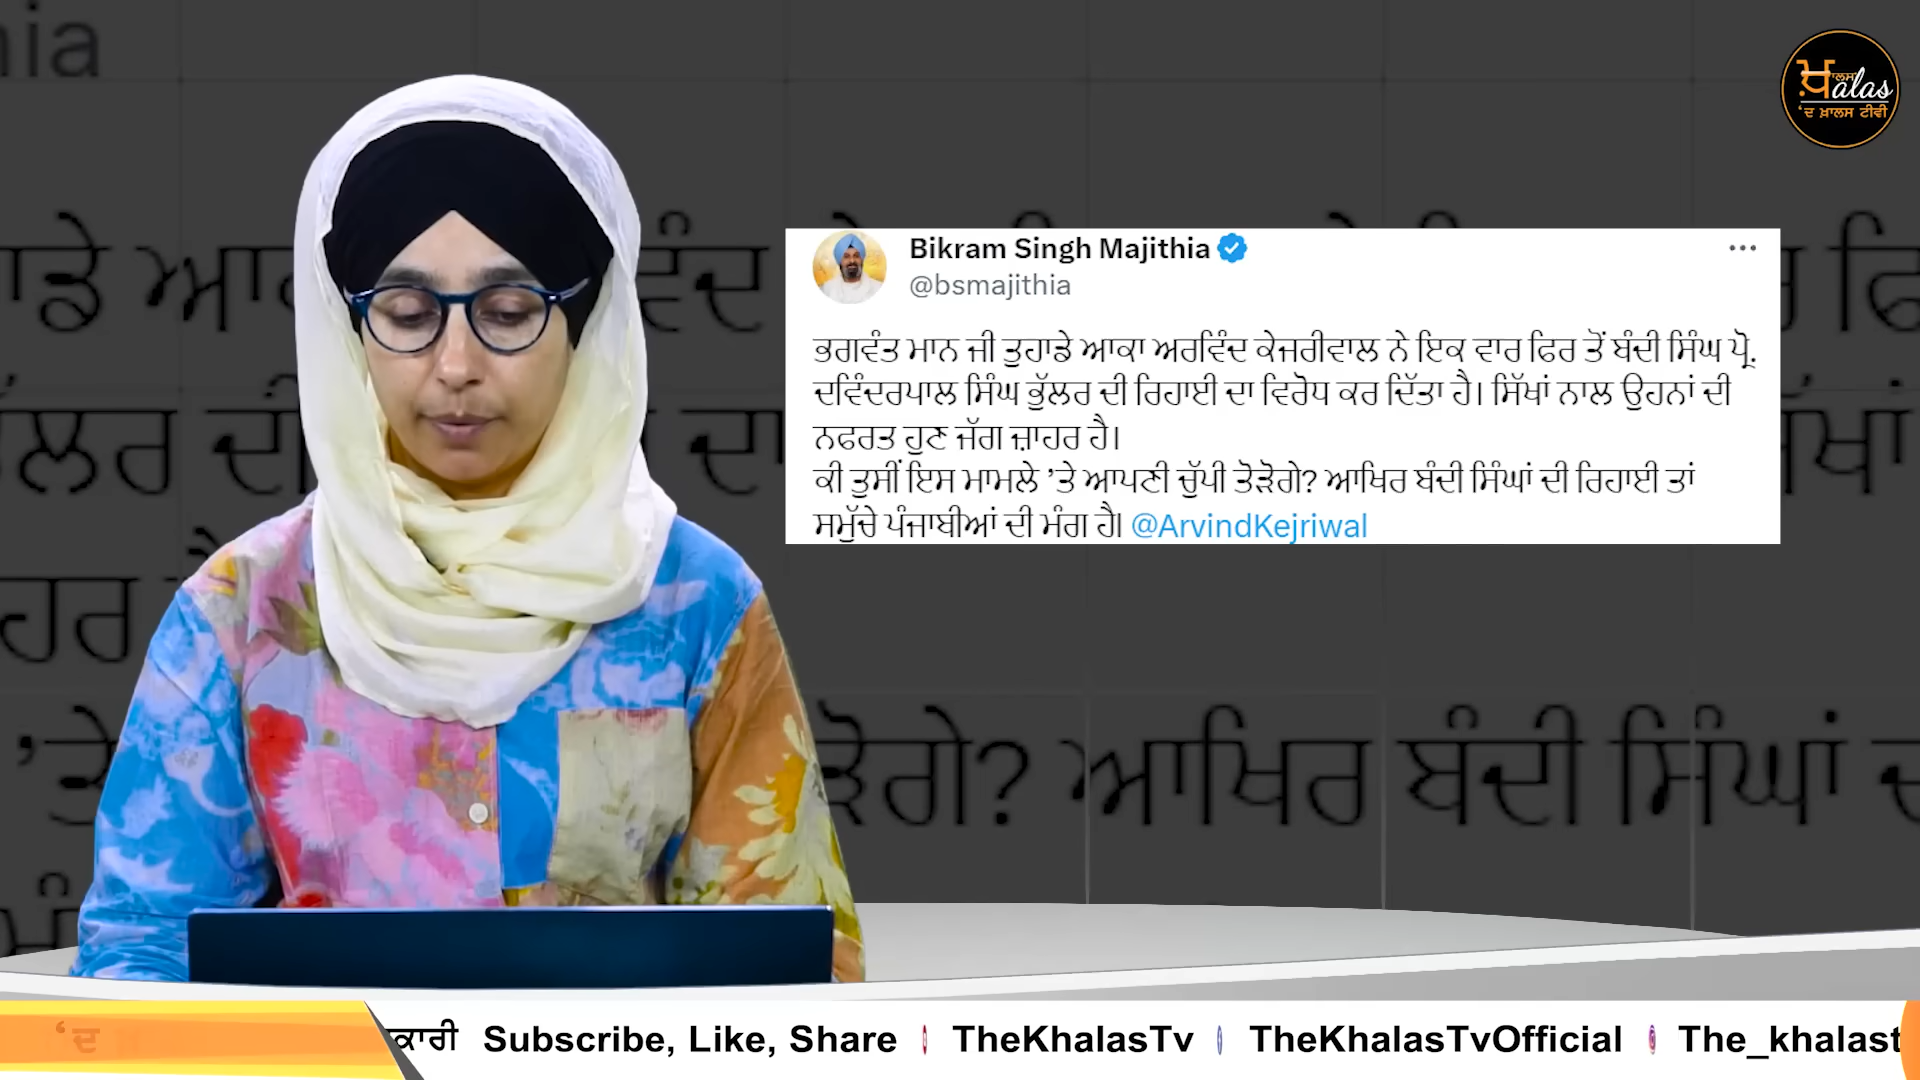 ਖ਼ਾਲਸ
Khalas
'ਦ ਖ਼ਾਲਸ ਟੀਵੀ
Bikram Singh Majithia
@bsmajithia
ਭਗਵੰਤ ਮਾਨ ਜੀ ਤੁਹਾਡੇ ਆਕਾ ਅਰਵਿੰਦ ਕੇਜਰੀਵਾਲ ਨੇ ਇਕ ਵਾਰ ਫਿਰ ਤੋਂ ਬੰਦੀ ਸਿੰਘ ਪ੍ਰੋ.
ਦਵਿੰਦਰਪਾਲ ਸਿੰਘ ਭੁੱਲਰ ਦੀ ਰਿਹਾਈ ਦਾ ਵਿਰੋਧ ਕਰ ਦਿੱਤਾ ਹੈ। ਸਿੱਖਾਂ ਨਾਲ ਉਹਨਾਂ ਦੀ
ਨਫਰਤ ਹੁਣ ਜੱਗ ਜ਼ਾਹਰ ਹੈ।
ਕੀ ਤੁਸੀਂ ਇਸ ਮਾਮਲੇ ’ਤੇ ਆਪਣੀ ਚੁੱਪੀ ਤੋੜੋਗੇ? ਆਖਿਰ ਬੰਦੀ ਸਿੰਘਾਂ ਦੀ ਰਿਹਾਈ ਤਾਂ
ਸਮੁੱਚੇ ਪੰਜਾਬੀਆਂ ਦੀ ਮੰਗ ਹੈ। @ArvindKejriwal
ਕਾਰੀ Subscribe, Like, Share TheKhalasTv TheKhalasTvOfficial The_khalast